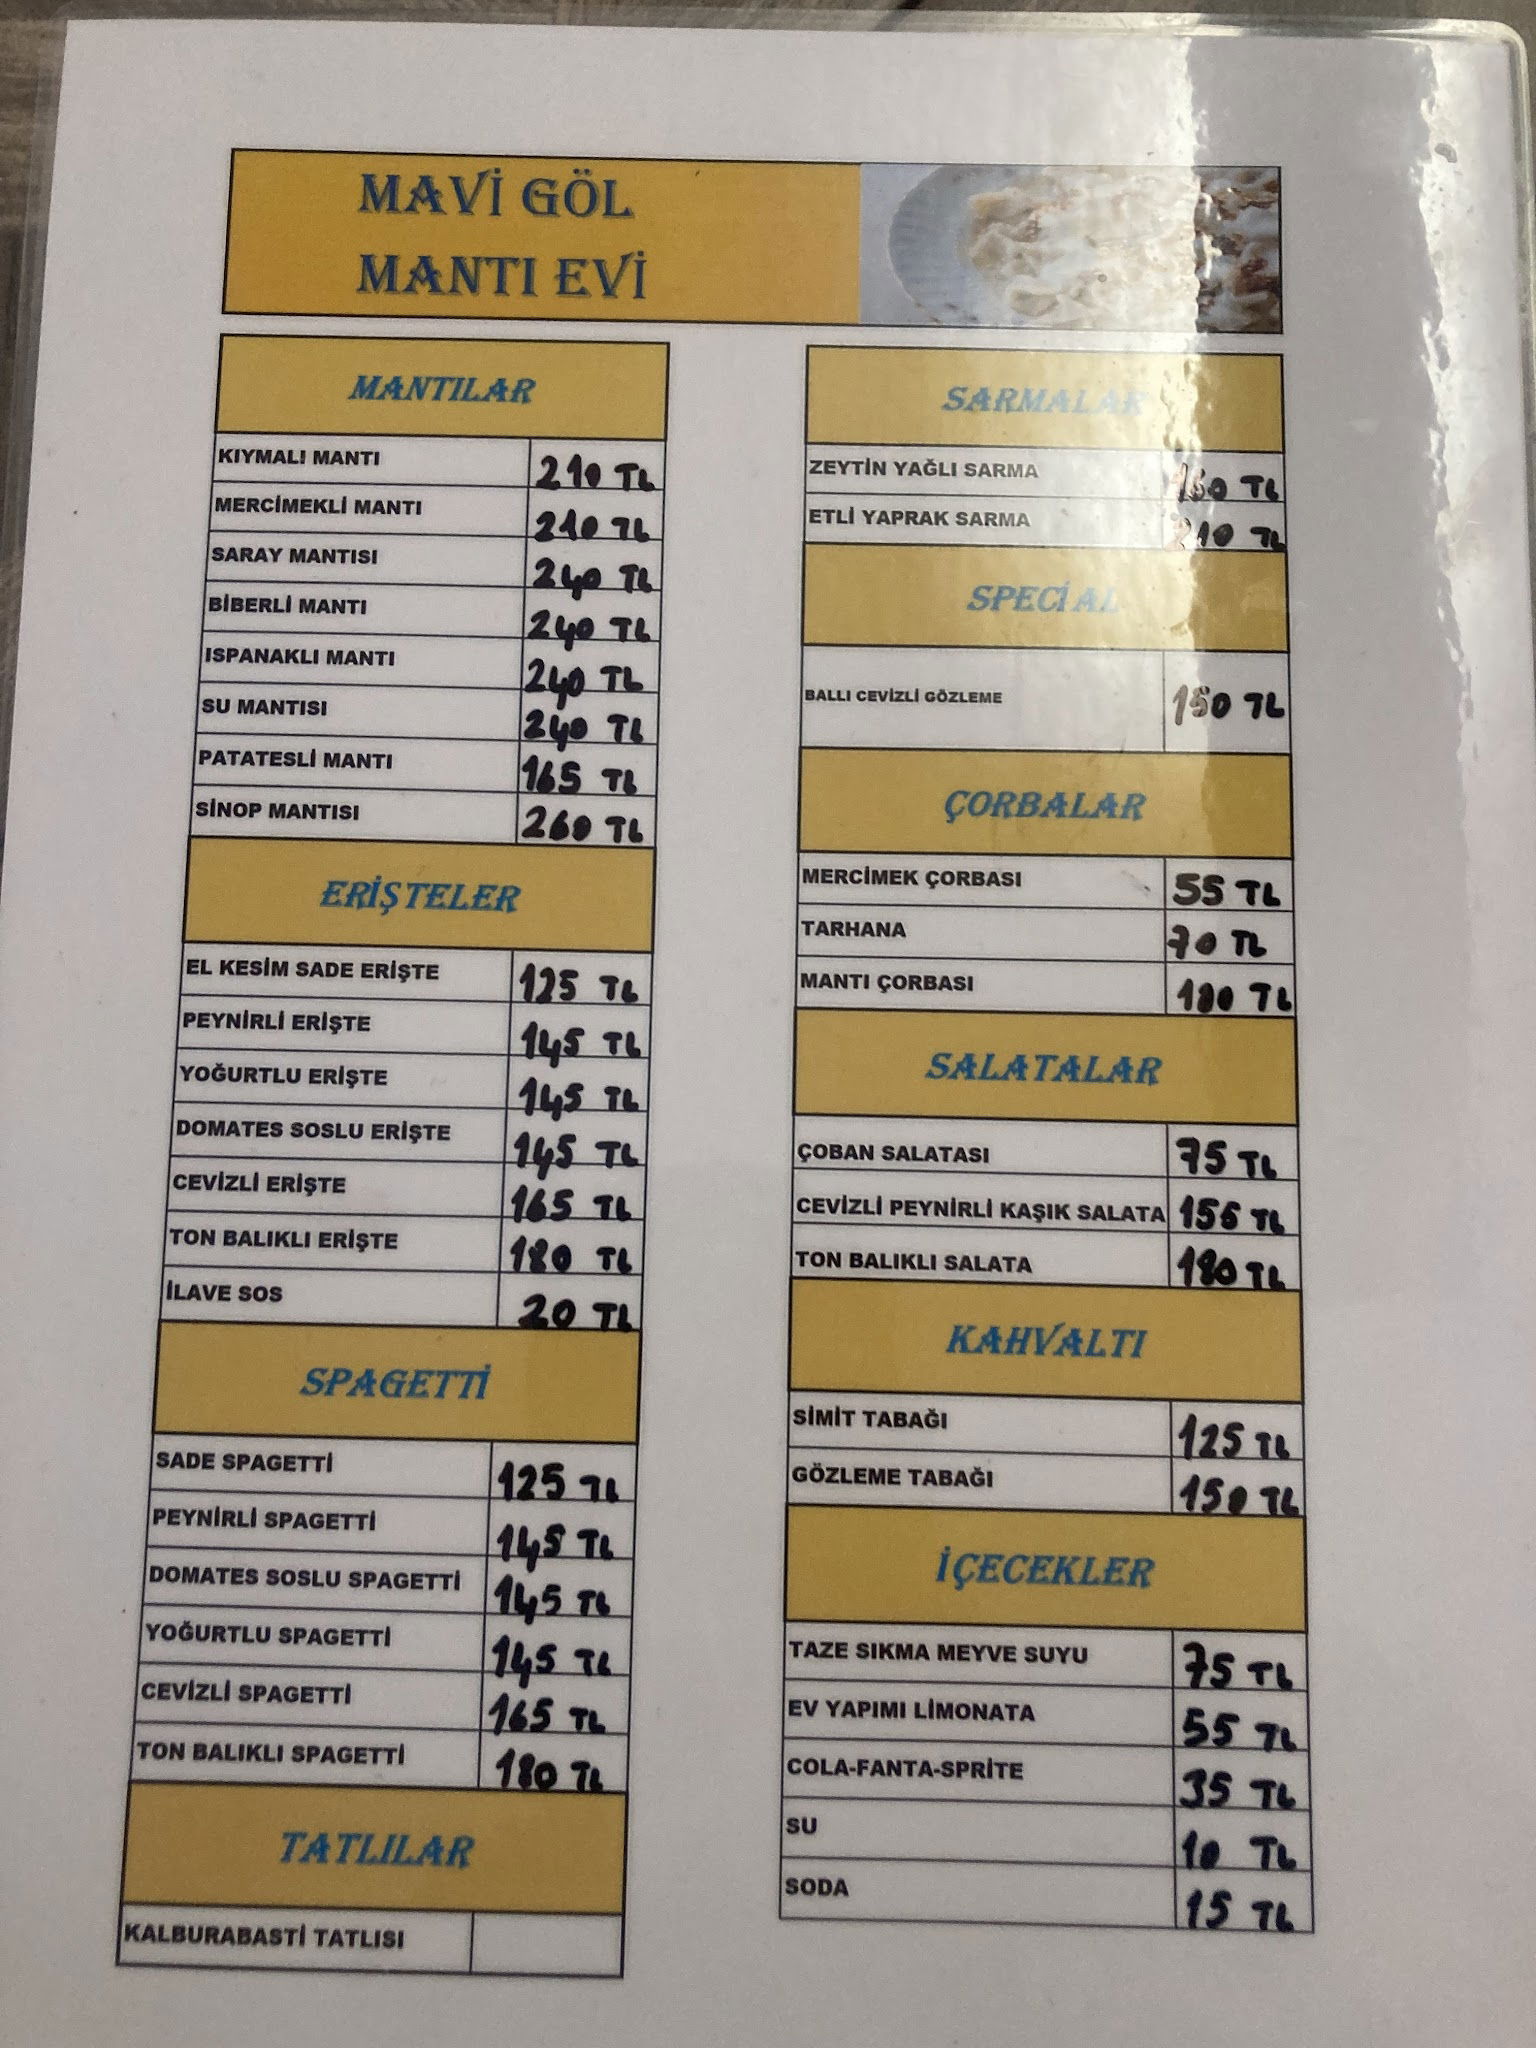 MAVİ GÖL
MANTI EVİ
MANTILAR
KIYMALI MANTI 210 TL
MERCİMEKLİ MANTI 210 TL
SARAY MANTISI 240 TL
BİBERLİ MANTI 240 TL
ISPANAKLI MANTI 240 TL
SU MANTISI 240 TL
PATATESLİ MANTI 165 TL
SİNOP MANTISI 260 TL
ERİŞTELER
EL KESİM SADE ERİŞTE 125 TL
PEYNİRLİ ERİŞTE 145 TL
YOĞURTLU ERİŞTE 145 TL
DOMATES SOSLU ERİŞTE 145 TL
CEVİZLİ ERİŞTE 165 TL
TON BALIKLI ERİŞTE 180 TL
İLAVE SOS 20 TL
SPAGETTİ
SADE SPAGETTİ 125 TL
PEYNİRLİ SPAGETTİ 145 TL
DOMATES SOSLU SPAGETTİ 145 TL
YOĞURTLU SPAGETTİ 145 TL
CEVİZLİ SPAGETTİ 165 TL
TON BALIKLI SPAGETTİ 180 TL
TATLILAR
KALBURABASTİ TATLISI
SARMALAR
ZEYTİN YAĞLI SARMA 160 TL
ETLİ YAPRAK SARMA 210 TL
SPECİAL
BALLI CEVİZLİ GÖZLEME 150 TL
ÇORBALAR
MERCİMEK ÇORBASI 55 TL
TARHANA 70 TL
MANTI ÇORBASI TL
SALATALAR
ÇOBAN SALATASI 75 TL
CEVİZLİ PEYNİRLİ KAŞIK SALATA 155 TL
TON BALIKLI SALATA 180 TL
KAHVALTI
SİMİT TABAĞI 125 TL
GÖZLEME TABAĞI 150 TL
İÇECEKLER
TAZE SIKMA MEYVE SUYU 75 TL
EV YAPIMI LİMONATA 55 TL
COLA-FANTA-SPRİTE 35 TL
SU 10 TL
SODA 15 TL